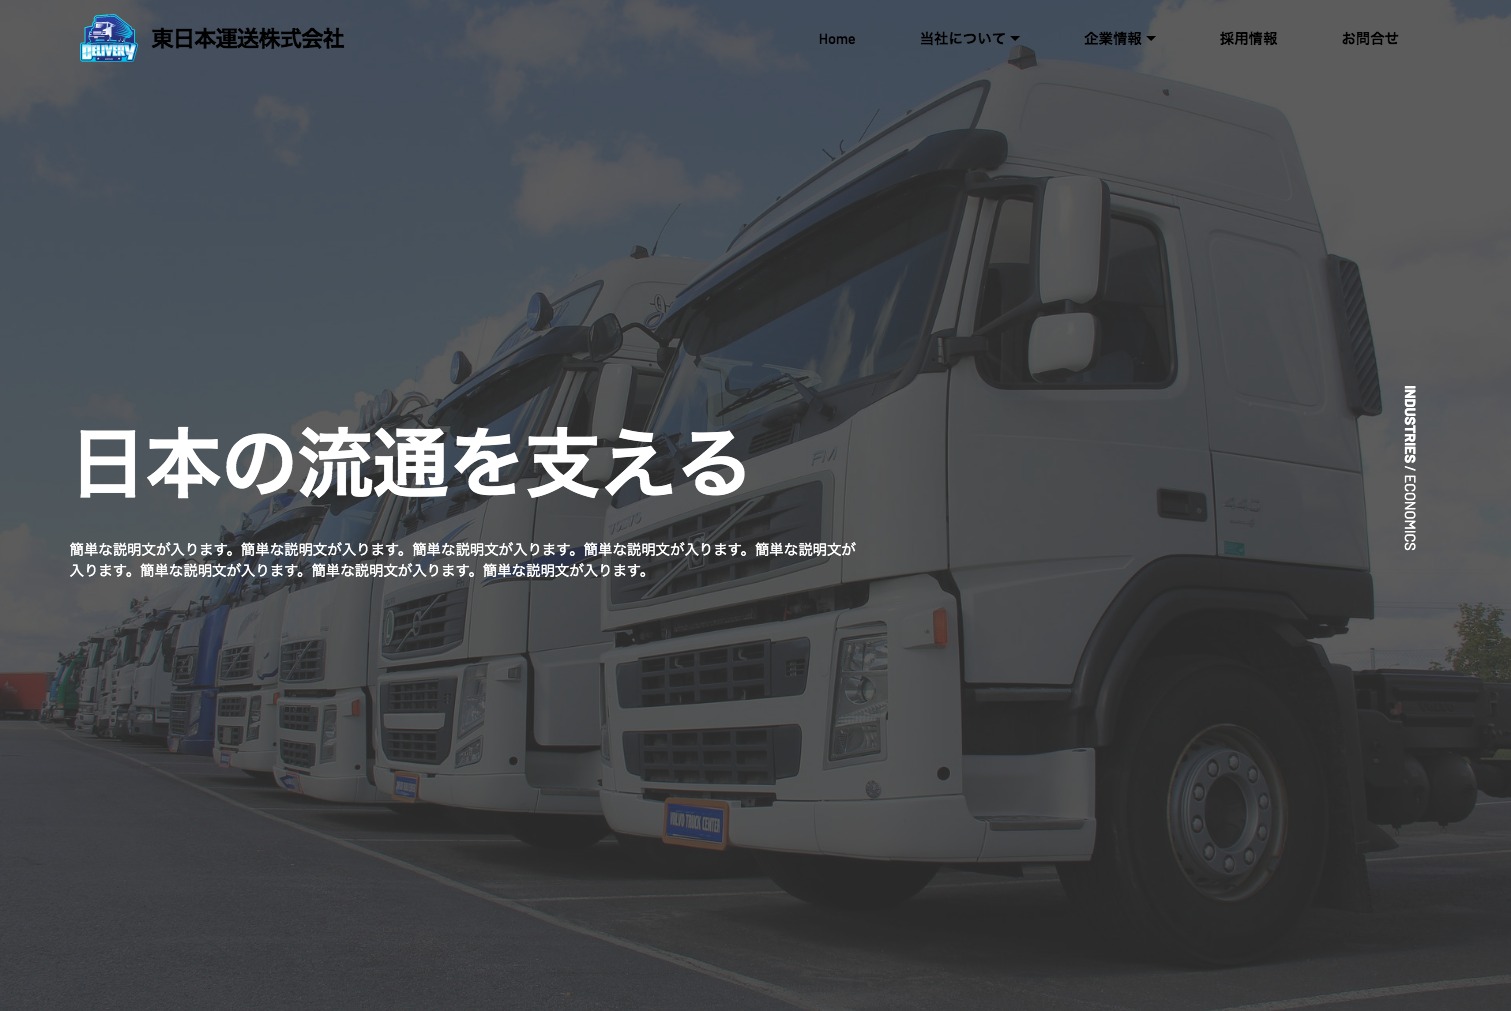 DELIVERY
東日本運送株式会社
Home
当社について
企業情報
採用情報
お問合せ
日本の流通を支える
簡単な説明文が入ります。簡単な説明文が入ります。簡単な説明文が入ります。簡単な説明文が入ります。簡単な説明文が
入ります。簡単な説明文が入ります。簡単な説明文が入ります。簡単な説明文が入ります。
INDUSTRIES / ECONOMICS
FM
VOLVO
440
VOLVO TRUCK CENTER